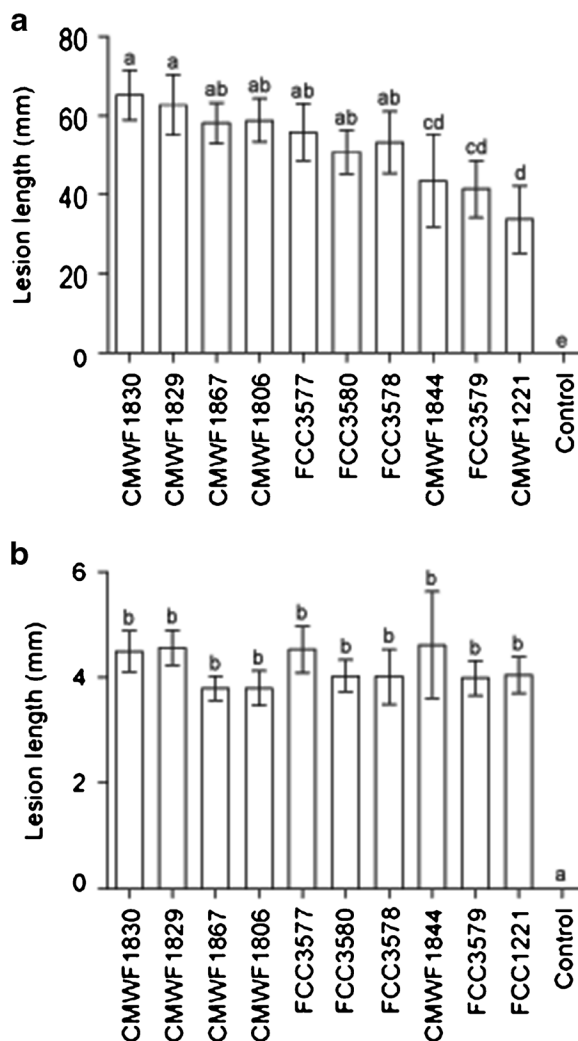 a
80
60
40
20
0
Lesion length (mm)
a a ab ab ab ab ab cd cd d e
CMWF1830
CMWF1829
CMWF1867
CMWF1806
FCC3577
FCC3580
FCC3578
CMWF1844
FCC3579
CMWF1221
Control
b
6
4
2
0
Lesion length (mm)
b b b b b b b b b b a
CMWF1830
CMWF1829
CMWF1867
CMWF1806
FCC3577
FCC3580
FCC3578
CMWF1844
FCC3579
FCC1221
Control